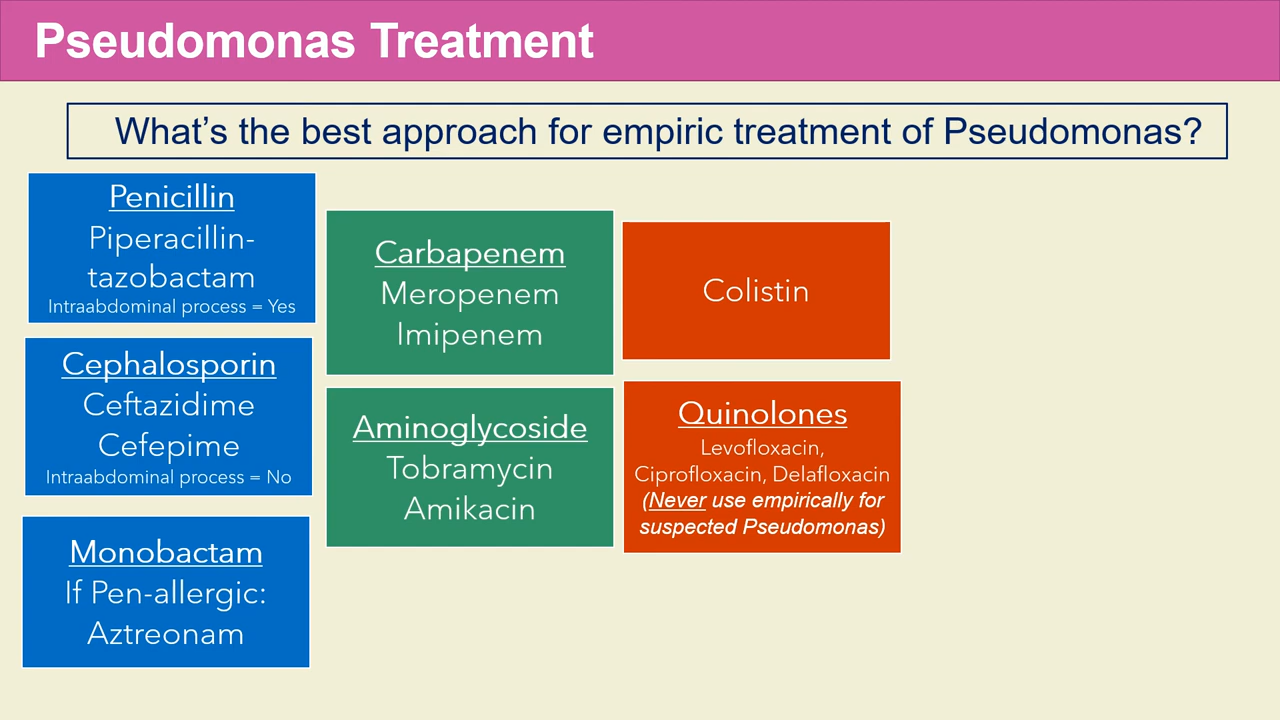 Pseudomonas Treatment
What's the best approach for empiric treatment of Pseudomonas?
Penicillin
Piperacillin-
tazobactam
Intraabdominal process = Yes
Cephalosporin
Ceftazidime
Cefepime
Intraabdominal process = No
Monobactam
If Pen-allergic:
Aztreonam
Carbapenem
Meropenem
Imipenem
Aminoglycoside
Tobramycin
Amikacin
Colistin
Quinolones
Levofloxacin,
Ciprofloxacin, Delafloxacin
(Never use empirically for
suspected Pseudomonas)